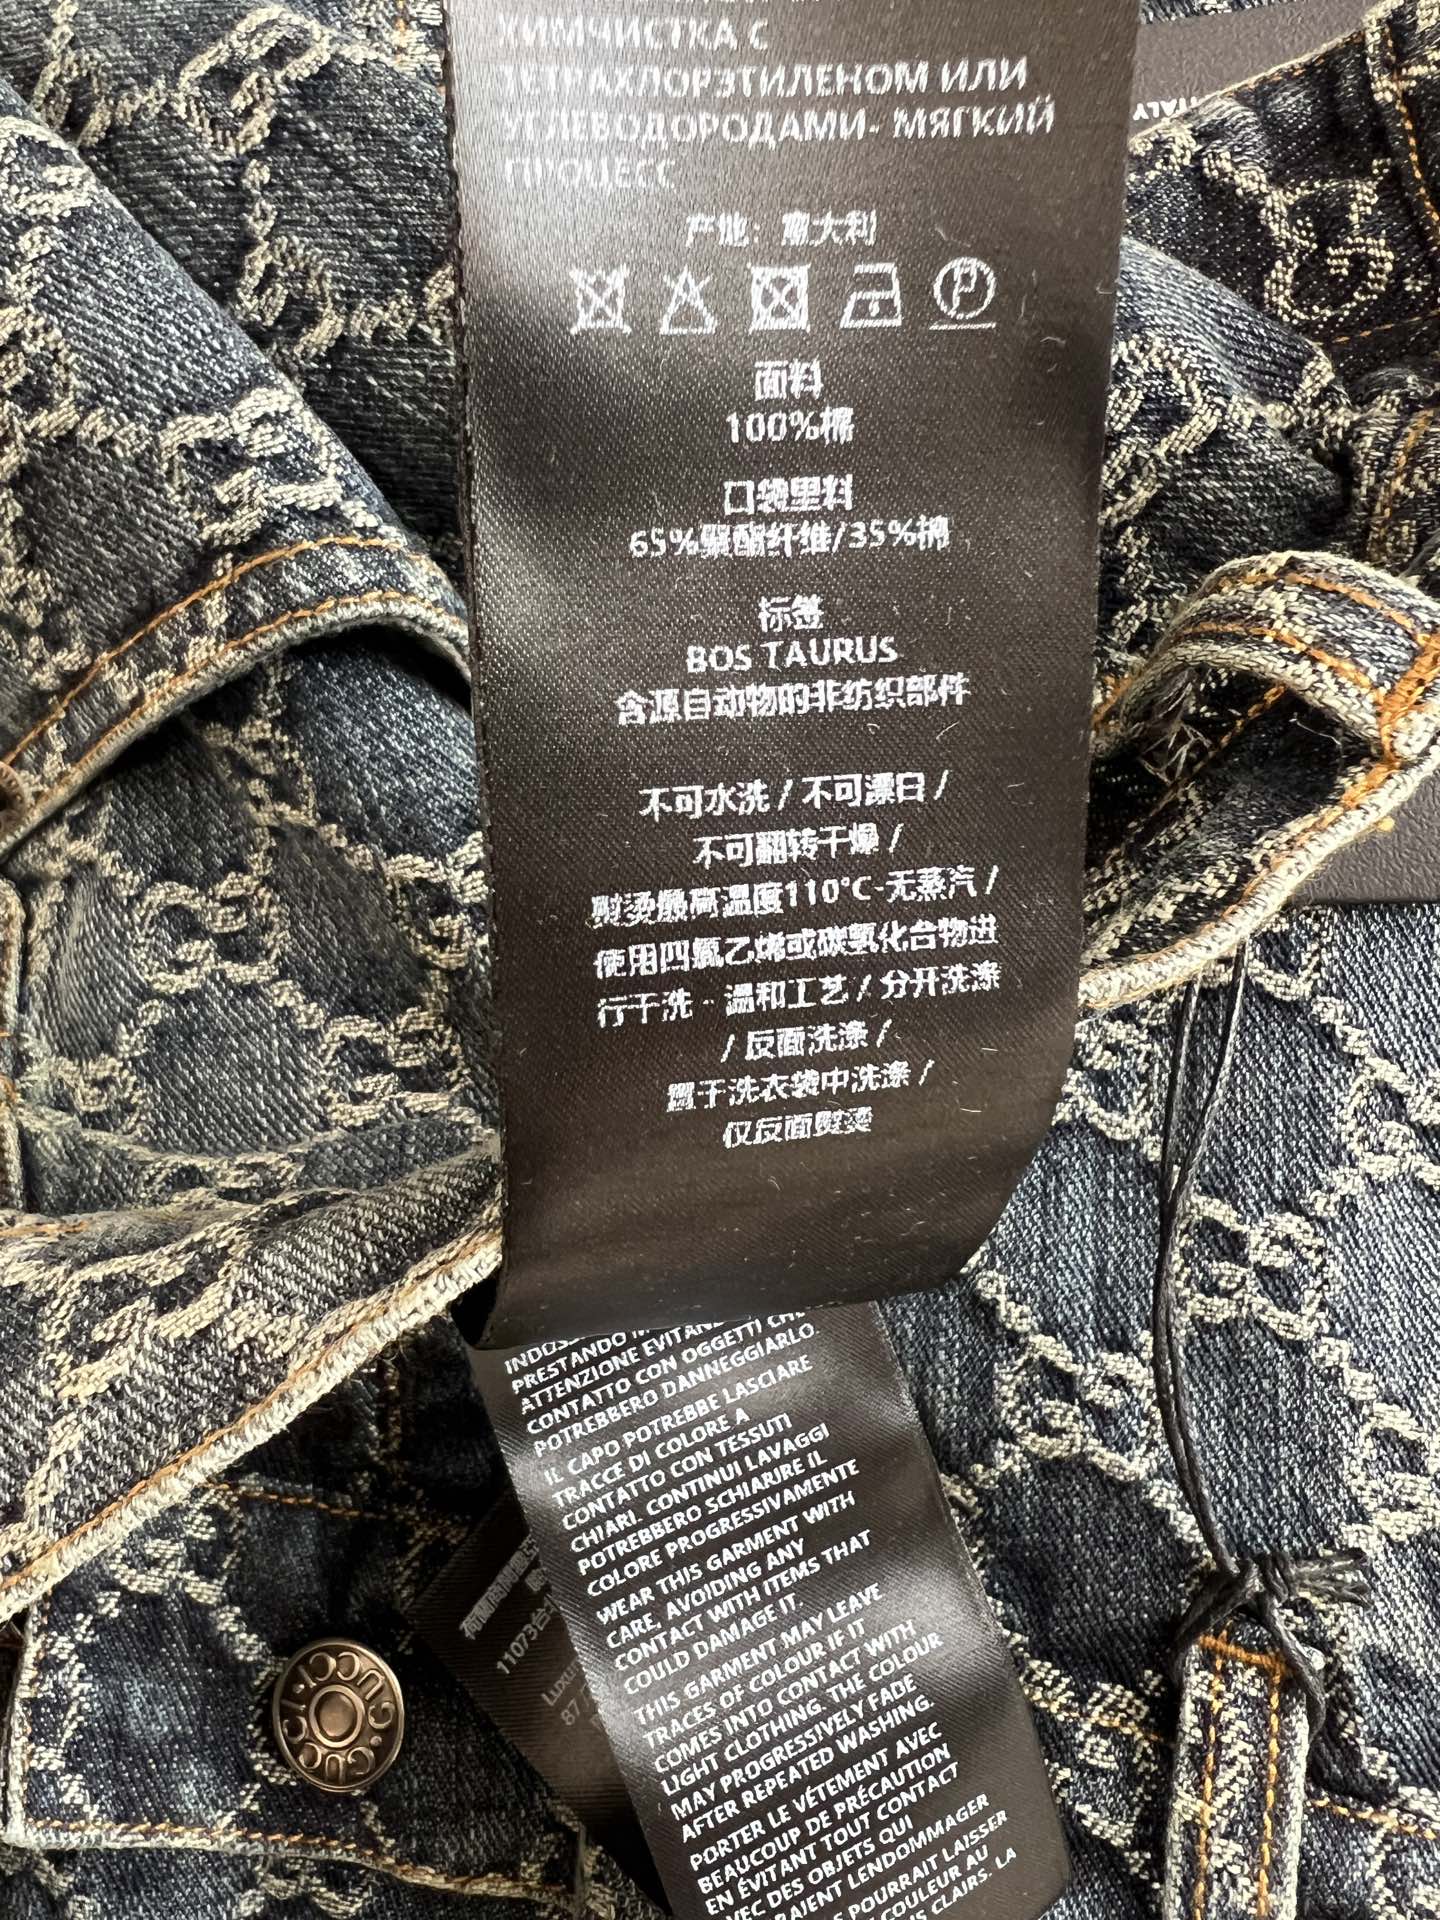 ХИМЧИСТКА С
ТЕТРАХЛОРЭТИЛЕНОМ ИЛИ
УГЛЕВОДОРОДАМИ- МЯГКИЙ
ПРОЦЕСС
产地：意大利
P
面料
100%棉
口袋里料
65%聚酯纤维/35%棉
标签
BOS TAURUS
含源自动物的非纺织部件
不可水洗 / 不可漂白 /
不可翻转干燥 /
熨烫最高温度110°C-无蒸汽 /
使用四氯乙烯或碳氢化合物进
行干洗 - 温和工艺 / 分开洗涤
/ 反面洗涤 /
置于洗衣袋中洗涤 /
仅反面熨烫
ITALY
PRESTANDO
ATTENZIONE EVITANDO
CONTATTO CON OGGETTI CHE
POTREBBERO DANNEGGIARLO.
IL CAPO POTREBBE LASCIARE
TRACCE DI COLORE A
CONTATTO CON TESSUTI
CHIARI. CONTINUI LAVAGGI
POTREBBERO SCHIARIRE IL
COLORE PROGRESSIVAMENTE
WEAR THIS GARMENT WITH
CARE, AVOIDING ANY
CONTACT WITH ITEMS THAT
COULD DAMAGE IT.
THIS GARMENT MAY LEAVE
TRACES OF COLOUR IF IT
COMES INTO CONTACT WITH
LIGHT CLOTHING. THE COLOUR
MAY PROGRESSIVELY FADE
AFTER REPEATED WASHING.
PORTER LE VÊTEMENT AVEC
BEAUCOUP DE PRÉCAUTION
EN ÉVITANT TOUT CONTACT
AVEC DES OBJETS QUI
LENDOMMAGER
POURRAIT LAISSER
COULEUR AU
CLAIRS. LA
11073
87
GUCCI · GUCCI ·